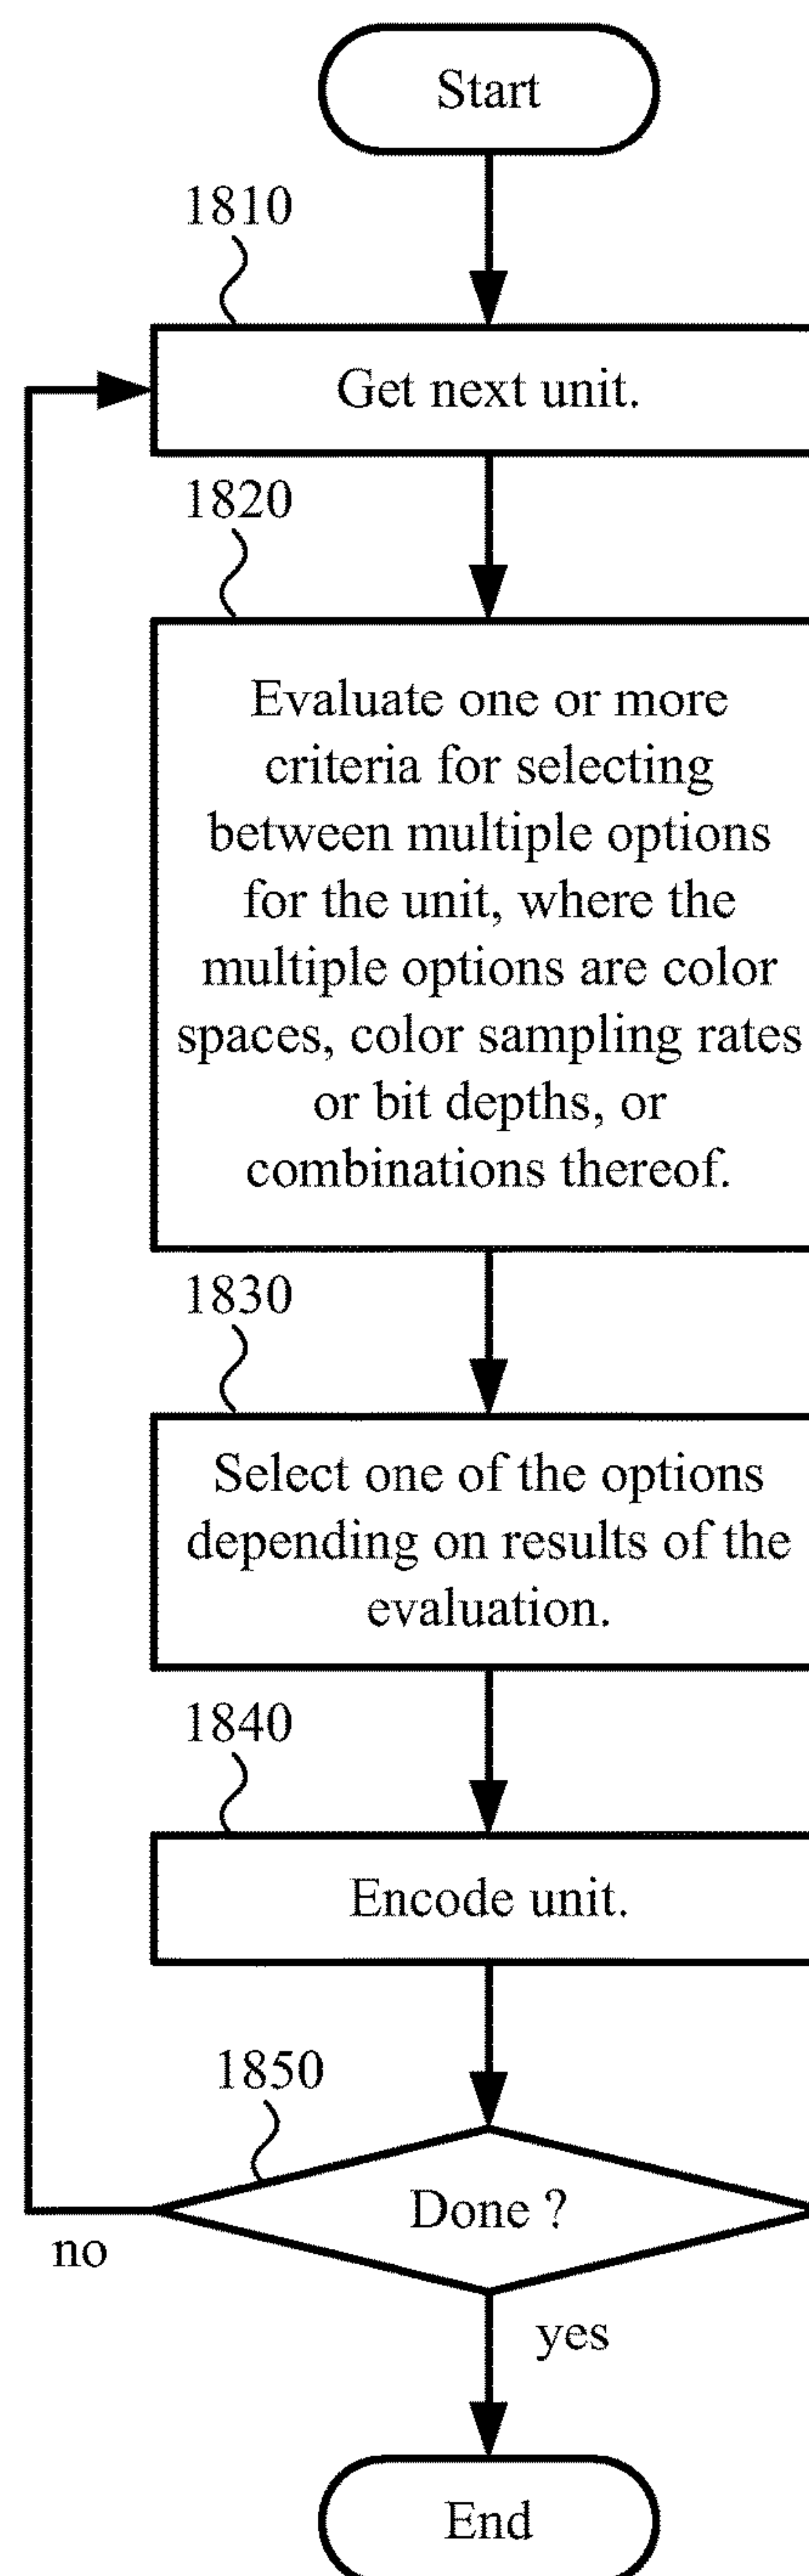 Start
1810
Get next unit.
1820
Evaluate one or more
criteria for selecting
between multiple options
for the unit, where the
multiple options are color
spaces, color sampling rates
or bit depths, or
combinations thereof.
1830
Select one of the options
depending on results of the
evaluation.
1840
Encode unit.
1850
Done ?
no
yes
End